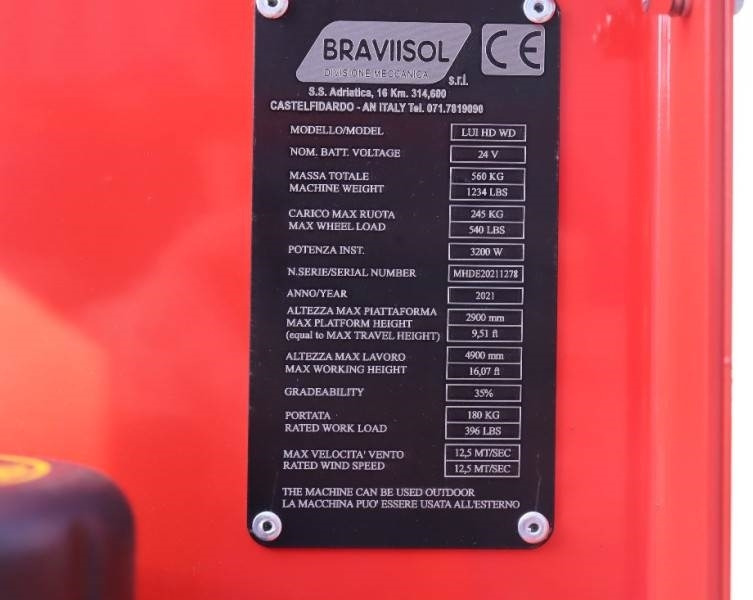 BRAVIISOL
DIVISIONE MECCANICA s.r.l.
CE
S.S. Adriatica, 16 Km. 314,600
CASTELFIDARDO - AN ITALY Tel. 071.7819090
MODELLO/MODEL LUI HD WD
NOM. BATT. VOLTAGE 24 V
MASSA TOTALE 560 KG
MACHINE WEIGHT 1234 LBS
CARICO MAX RUOTA 245 KG
MAX WHEEL LOAD 540 LBS
POTENZA INST. 3200 W
N.SERIE/SERIAL NUMBER MHDE20211278
ANNO/YEAR 2021
ALTEZZA MAX PIATTAFORMA 2900 mm
MAX PLATFORM HEIGHT
(equal to MAX TRAVEL HEIGHT) 9,51 ft
ALTEZZA MAX LAVORO 4900 mm
MAX WORKING HEIGHT 16,07 ft
GRADEABILITY 35%
PORTATA 180 KG
RATED WORK LOAD 396 LBS
MAX VELOCITA' VENTO 12,5 MT/SEC
RATED WIND SPEED 12,5 MT/SEC
THE MACHINE CAN BE USED OUTDOOR
LA MACCHINA PUO' ESSERE USATA ALL'ESTERNO